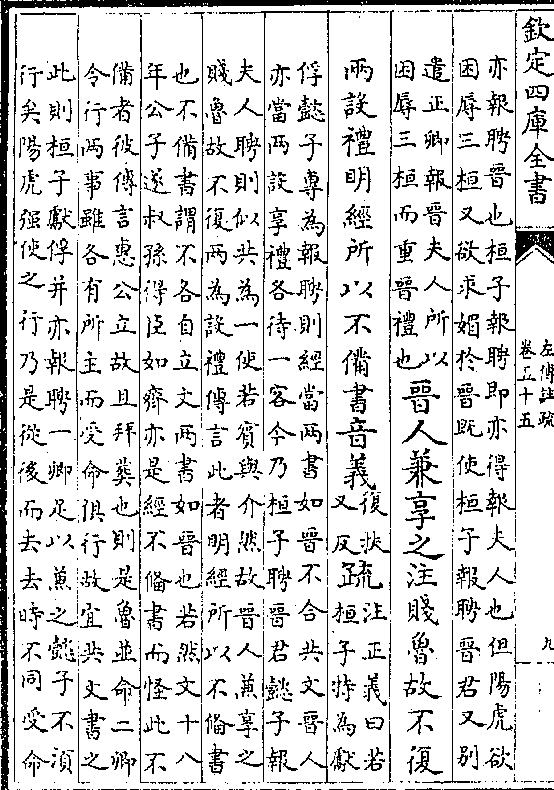 欽定四庫全書
左傳註疏
卷五十五
九
亦報聘晉也桓子報聘即亦得報夫人也但陽虎欲
困辱三桓又欲求媚於晉既使桓子報聘晉君又别
遣正卿報晉夫人所以
困辱三桓而重晉禮也
晉人兼享之注賤魯故不復
兩設禮明經所以不備書音義
復扶
又反
疏
注正義曰若
桓子特為獻
俘懿子專為報聘則經當兩書如晉不合共文晉人
亦當兩設享禮各待一客今乃桓子聘晉君懿子報
夫人聘則似共為一使若賓與介然故晉人兼享之
賤魯故不復兩為設禮傳言此者明經所以不備書
也不備書謂不各自立文兩書如晉也若然文十八
年公子遂叔孫得臣如齊亦是經不備書而怪此不
備者彼傳言惠公立故且拜葬也則是魯並命二卿
令行兩事雖各有所主而受命俱行故宜共文書之
此則桓子獻俘并亦報聘一卿足以兼之懿子不須
行矣陽虎强使之行乃是從後而去去時不同受命